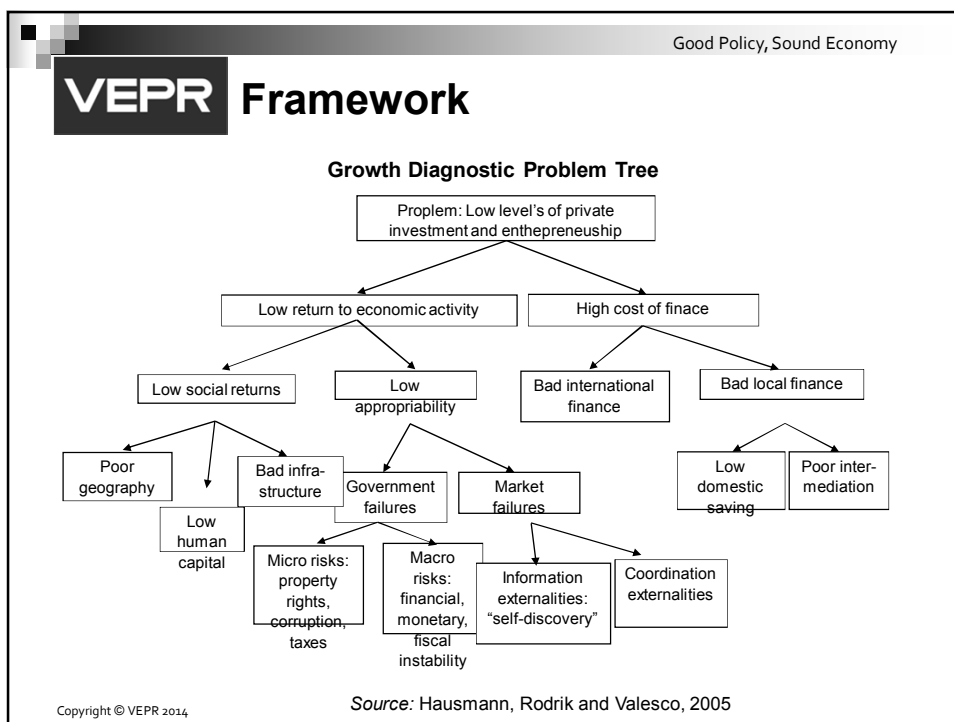 Good Policy, Sound Economy
VEPR
Framework
Growth Diagnostic Problem Tree
Proplem: Low level's of private
investment and enthepreneuship
Low return to economic activity
High cost of finace
Low social returns
Low
appropriability
Bad international
finance
Bad local finance
Poor
geography
Low
human
capital
Bad infra-
structure
Government
failures
Market
failures
Low
domestic
saving
Poor inter-
mediation
Micro risks:
property
rights,
corruption,
taxes
Macro
risks:
financial,
monetary,
fiscal
instability
Information
externalities:
“self-discovery”
Coordination
externalities
Source: Hausmann, Rodrik and Valesco, 2005
Copyright © VEPR 2014